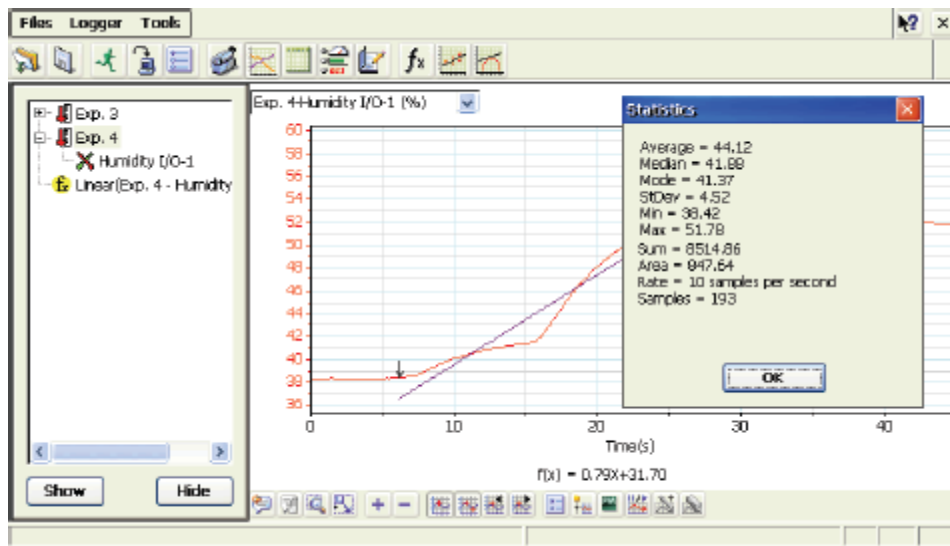 Files Logger Tools
Exp. 3
Exp. 4
Humidity I/O-1
Linear(Exp. 4 - Humidity
Show Hide
Exp. 4-Humidity I/O-1 (%)
60
58
56
54
52
50
48
46
44
42
40
38
36
0 10 20 30 40
Time(s)
f(x) = 0.79X+31.70
Statistics
Average = 44.12
Median = 41.88
Mode = 41.37
StDev = 4.52
Min = 38.42
Max = 51.78
Sum = 8514.86
Area = 847.64
Rate = 10 samples per second
Samples = 193
OK